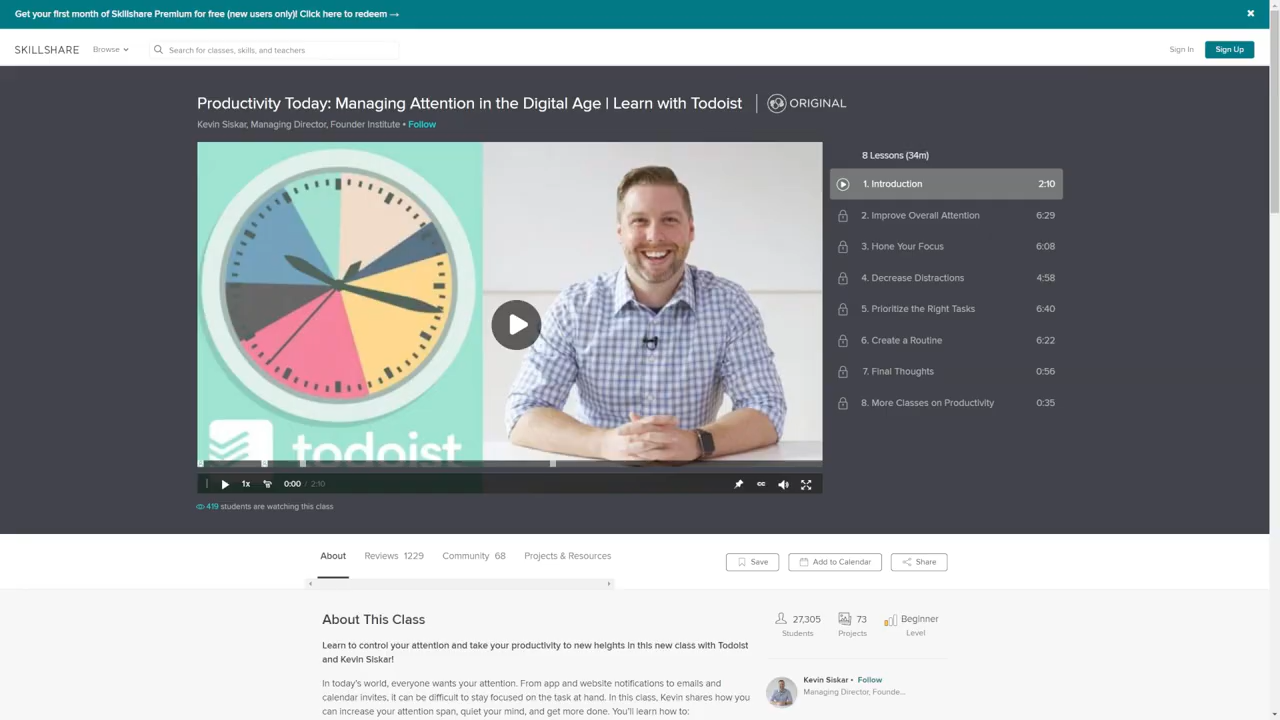 Get your first month of Skillshare Premium for free (new users only)! Click here to redeem →
SKILLSHARE
Browse
Search for classes, skills, and teachers
Sign In
Sign Up
Productivity Today: Managing Attention in the Digital Age | Learn with Todoist
ORIGINAL
Kevin Siskar, Managing Director, Founder Institute • Follow
8 Lessons (34m)
1. Introduction 2:10
2. Improve Overall Attention 6:29
3. Hone Your Focus 6:08
4. Decrease Distractions 4:58
5. Prioritize the Right Tasks 6:40
6. Create a Routine 6:22
7. Final Thoughts 0:56
8. More Classes on Productivity 0:35
todoist
1x 0:00 / 2:10
CC
419 students are watching this class
About Reviews 1229 Community 68 Projects & Resources
Save Add to Calendar Share
About This Class
Learn to control your attention and take your productivity to new heights in this new class with Todoist
and Kevin Siskar!
In today's world, everyone wants your attention. From app and website notifications to emails and
calendar invites, it can be difficult to stay focused on the task at hand. In this class, Kevin shares how you
can increase your attention span, quiet your mind, and get more done. You'll learn how to:
27,305
Students
73
Projects
Beginner
Level
Kevin Siskar • Follow
Managing Director, Founde...